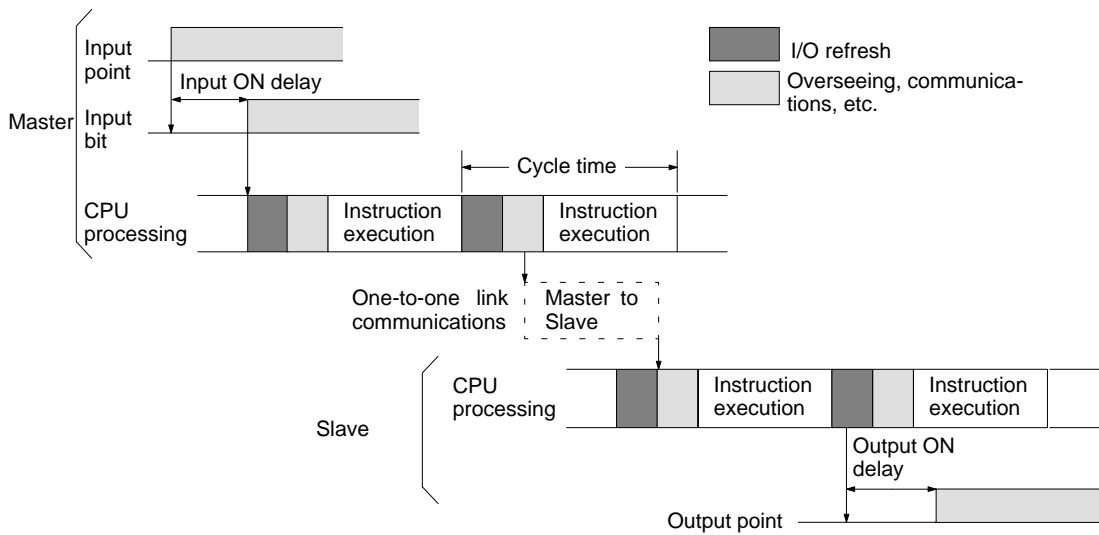 Input
point
I/O refresh
Overseeing, communica-
tions, etc.
Input ON delay
Master
Input
bit
Cycle time
CPU
processing
Instruction
execution
Instruction
execution
One-to-one link
communications
Master to
Slave
CPU
processing
Instruction
execution
Instruction
execution
Slave
Output ON
delay
Output point